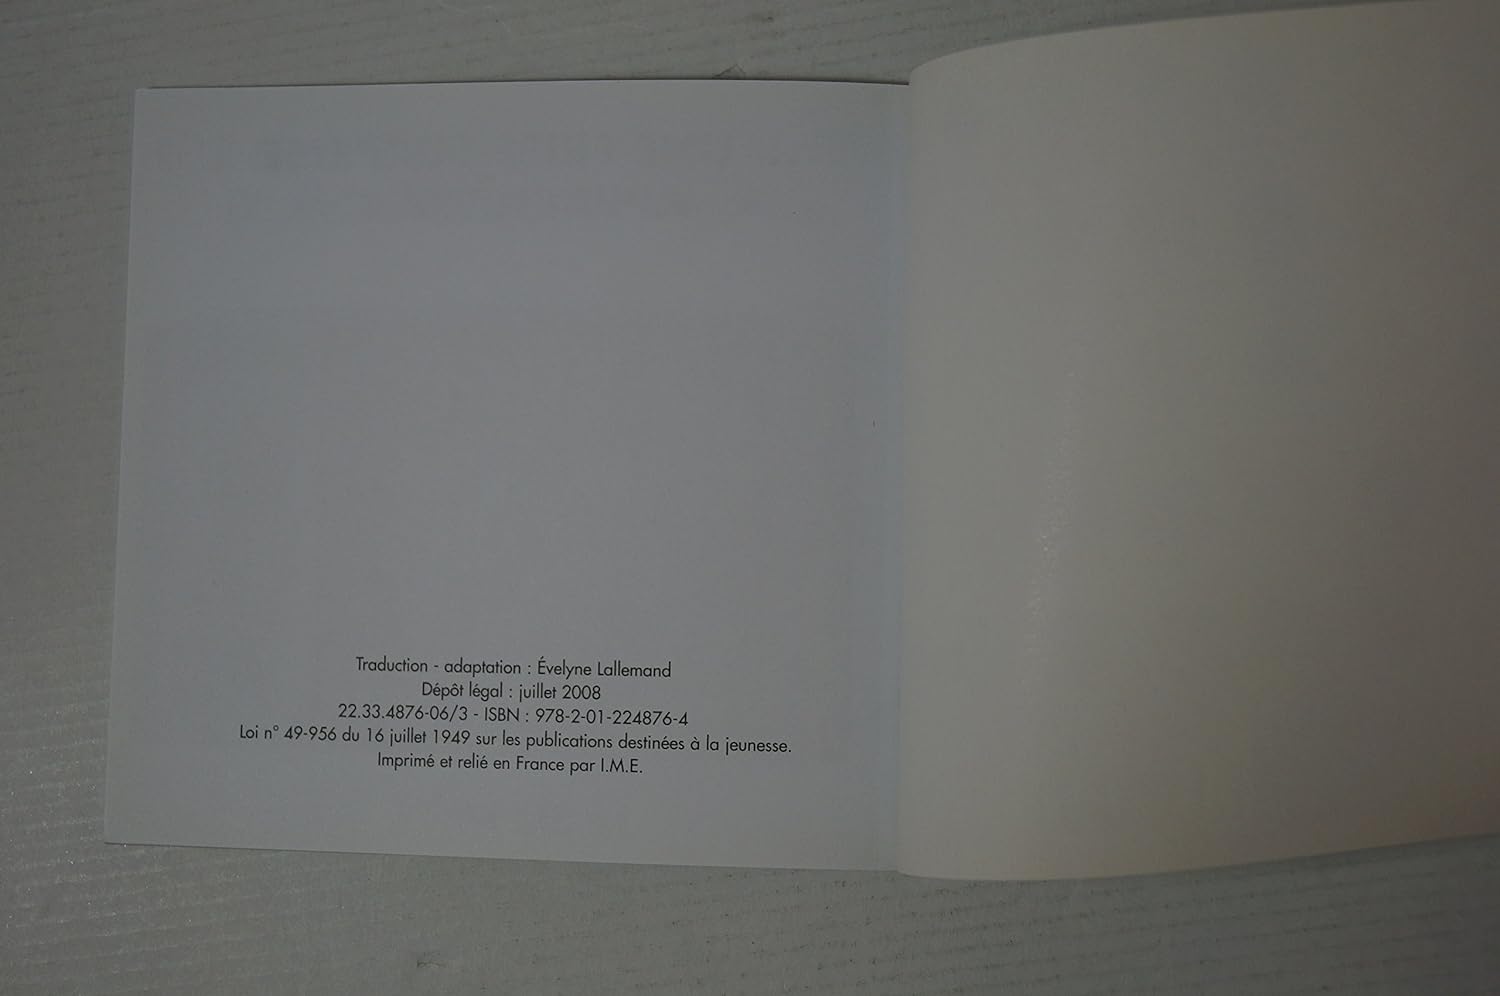 Traduction - adaptation : Évelyne Lallemand
Dépôt légal : juillet 2008
22.33.4876-06/3 - ISBN : 978-2-01-224876-4
Loi n° 49-956 du 16 juillet 1949 sur les publications destinées à la jeunesse.
Imprimé et relié en France par I.M.E.